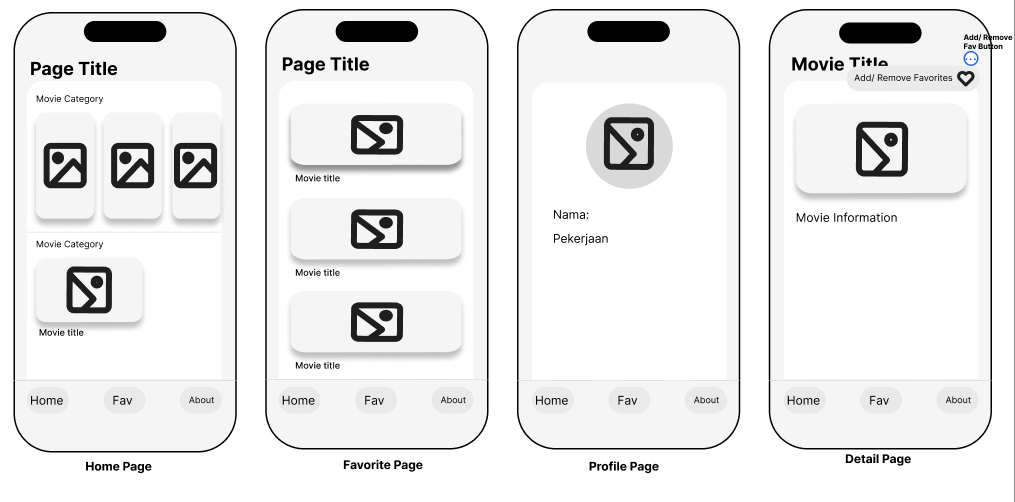 Page Title
Movie Category
Movie Category
Movie title
Home
Fav
About
Home Page
Page Title
Movie title
Movie title
Movie title
Home
Fav
About
Favorite Page
Nama:
Pekerjaan
Home
Fav
About
Profile Page
Add/ Remove
Fav Button
Movie Title
Add/ Remove Favorites
Movie Information
Home
Fav
About
Detail Page